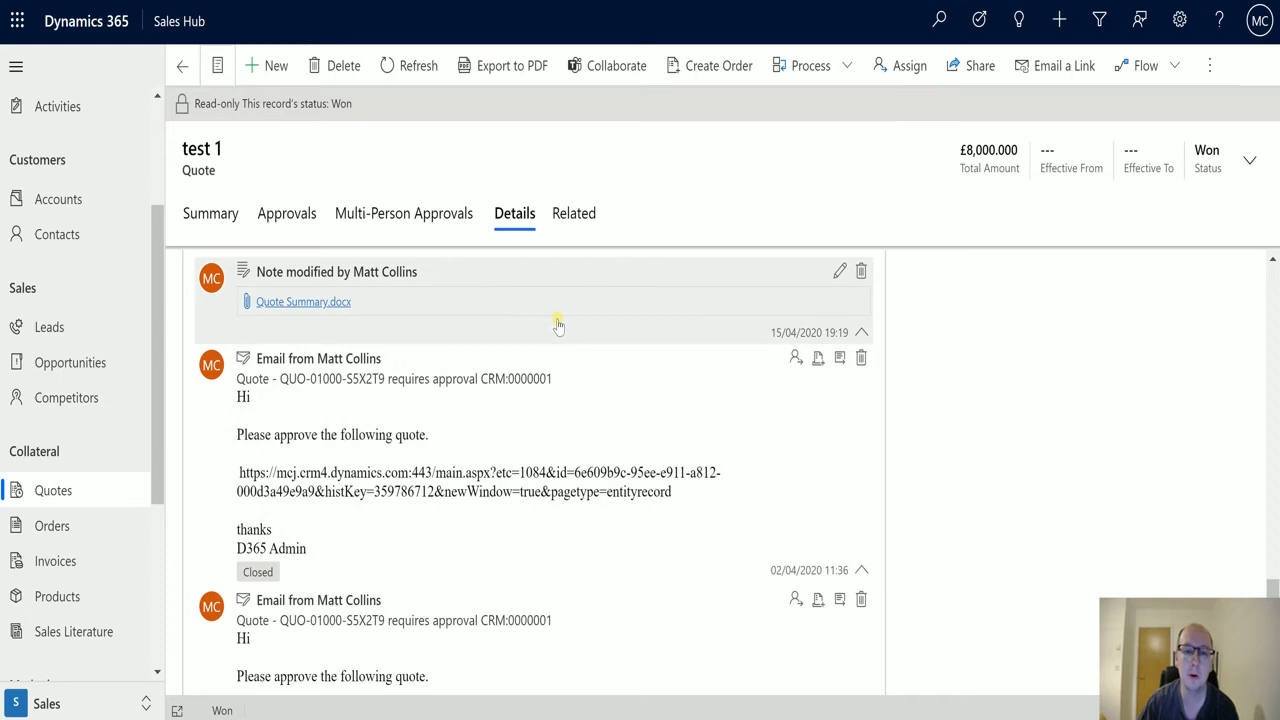 Dynamics 365
Sales Hub
MC
New
Delete
Refresh
Export to PDF
Collaborate
Create Order
Process
Assign
Share
Email a Link
Flow
Read-only This record's status: Won
test 1
Quote
£8,000.000
Total Amount
---
Effective From
---
Effective To
Won
Status
Summary
Approvals
Multi-Person Approvals
Details
Related
Activities
Customers
Accounts
Contacts
Sales
Leads
Opportunities
Competitors
Collateral
Quotes
Orders
Invoices
Products
Sales Literature
S
Sales
MC
Note modified by Matt Collins
Quote Summary.docx
15/04/2020 19:19
MC
Email from Matt Collins
Quote - QUO-01000-S5X2T9 requires approval CRM:0000001
Hi
Please approve the following quote.
https://mcj.crm4.dynamics.com:443/main.aspx?etc=1084&id=6e609b9c-95ee-e911-a812-
000d3a49e9a9&histKey=359786712&newWindow=true&pagetype=entityrecord
thanks
D365 Admin
Closed
02/04/2020 11:36
MC
Email from Matt Collins
Quote - QUO-01000-S5X2T9 requires approval CRM:0000001
Hi
Please approve the following quote.
Won